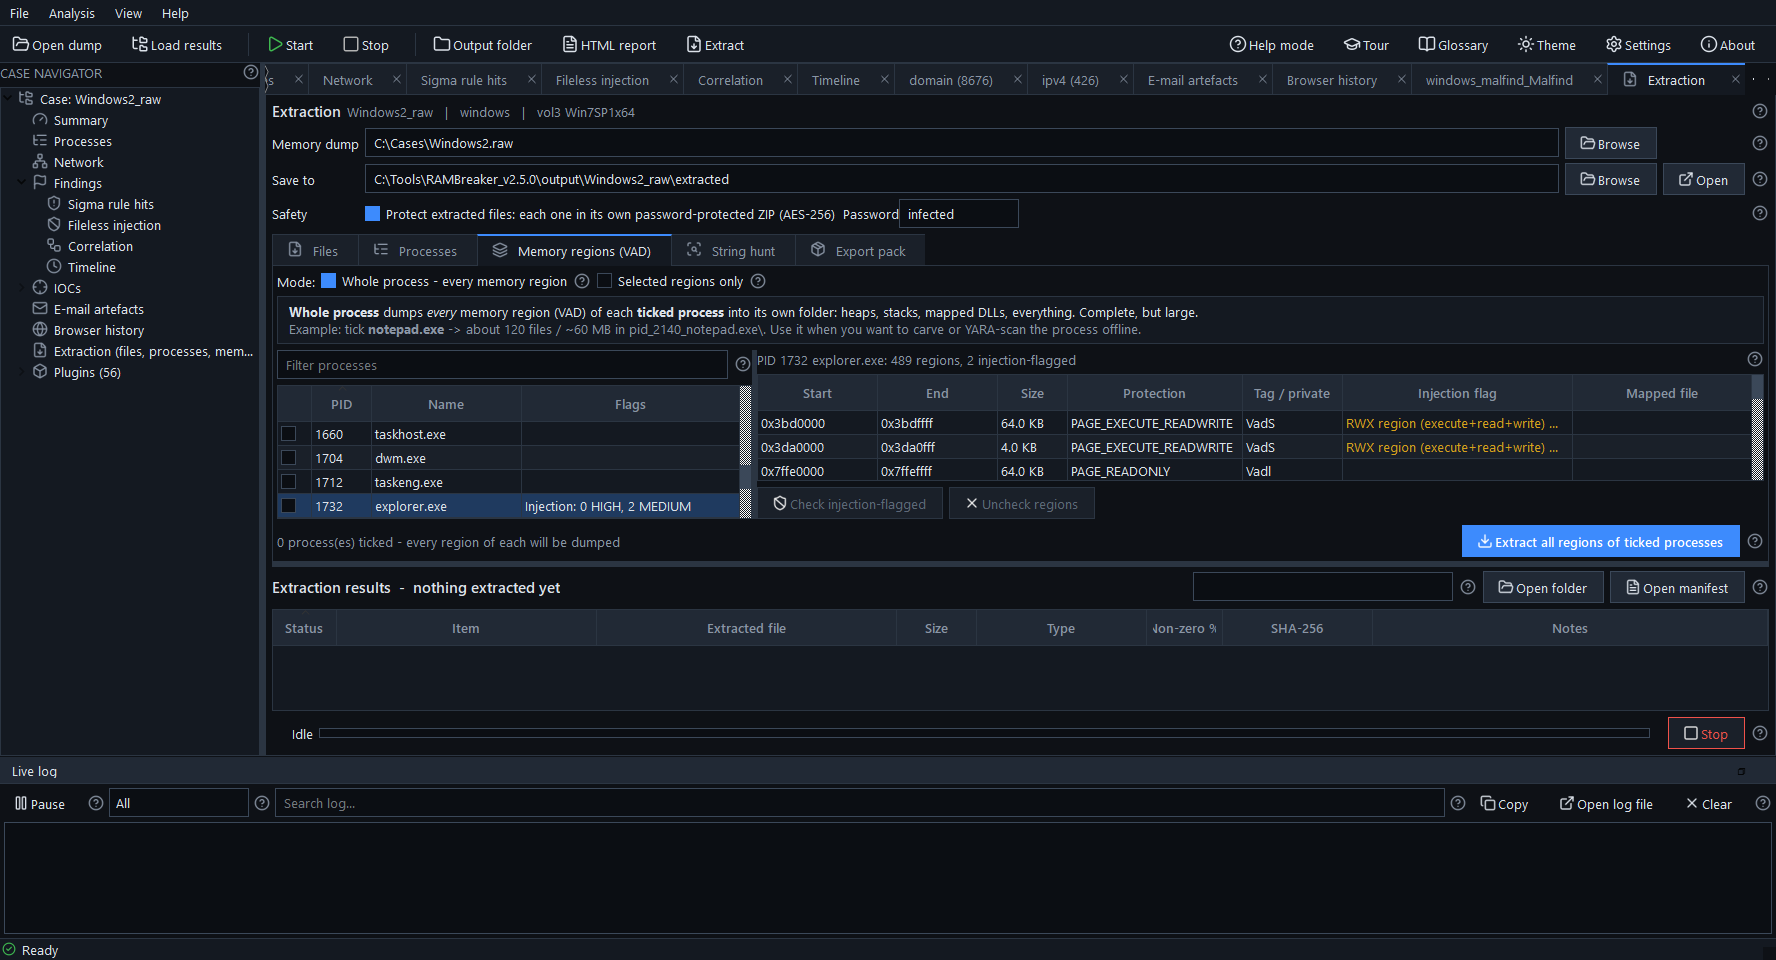 File Analysis View Help
Open dump Load results Start Stop Output folder HTML report Extract Help mode Tour Glossary Theme Settings About
CASE NAVIGATOR
s Network Sigma rule hits Fileless injection Correlation Timeline domain (8676) ipv4 (426) E-mail artefacts Browser history windows_malfind_Malfind Extraction
Case: Windows2_raw
Summary
Processes
Network
Findings
Sigma rule hits
Fileless injection
Correlation
Timeline
IOCs
E-mail artefacts
Browser history
Extraction (files, processes, mem...
Plugins (56)
Extraction Windows2_raw | windows | vol3 Win7SP1x64
Memory dump C:\Cases\Windows2.raw Browse
Save to C:\Tools\RAMBreaker_v2.5.0\output\Windows2_raw\extracted Browse Open
Safety Protect extracted files: each one in its own password-protected ZIP (AES-256) Password infected
Files Processes Memory regions (VAD) String hunt Export pack
Mode: Whole process - every memory region Selected regions only
Whole process dumps every memory region (VAD) of each ticked process into its own folder: heaps, stacks, mapped DLLs, everything. Complete, but large.
Example: tick notepad.exe -> about 120 files / ~60 MB in pid_2140_notepad.exe\. Use it when you want to carve or YARA-scan the process offline.
Filter processes
PID Name Flags
1660 taskhost.exe
1704 dwm.exe
1712 taskeng.exe
1732 explorer.exe Injection: 0 HIGH, 2 MEDIUM
PID 1732 explorer.exe: 489 regions, 2 injection-flagged
Start End Size Protection Tag / private Injection flag Mapped file
0x3bd0000 0x3bdffff 64.0 KB PAGE_EXECUTE_READWRITE VadS RWX region (execute+read+write) ...
0x3da0000 0x3da0fff 4.0 KB PAGE_EXECUTE_READWRITE VadS RWX region (execute+read+write) ...
0x7ffe0000 0x7ffeffff 64.0 KB PAGE_READONLY Vadl
Check injection-flagged Uncheck regions
0 process(es) ticked - every region of each will be dumped Extract all regions of ticked processes
Extraction results - nothing extracted yet Open folder Open manifest
Status Item Extracted file Size Type Non-zero % SHA-256 Notes
Idle Stop
Live log
Pause All Search log... Copy Open log file Clear
Ready